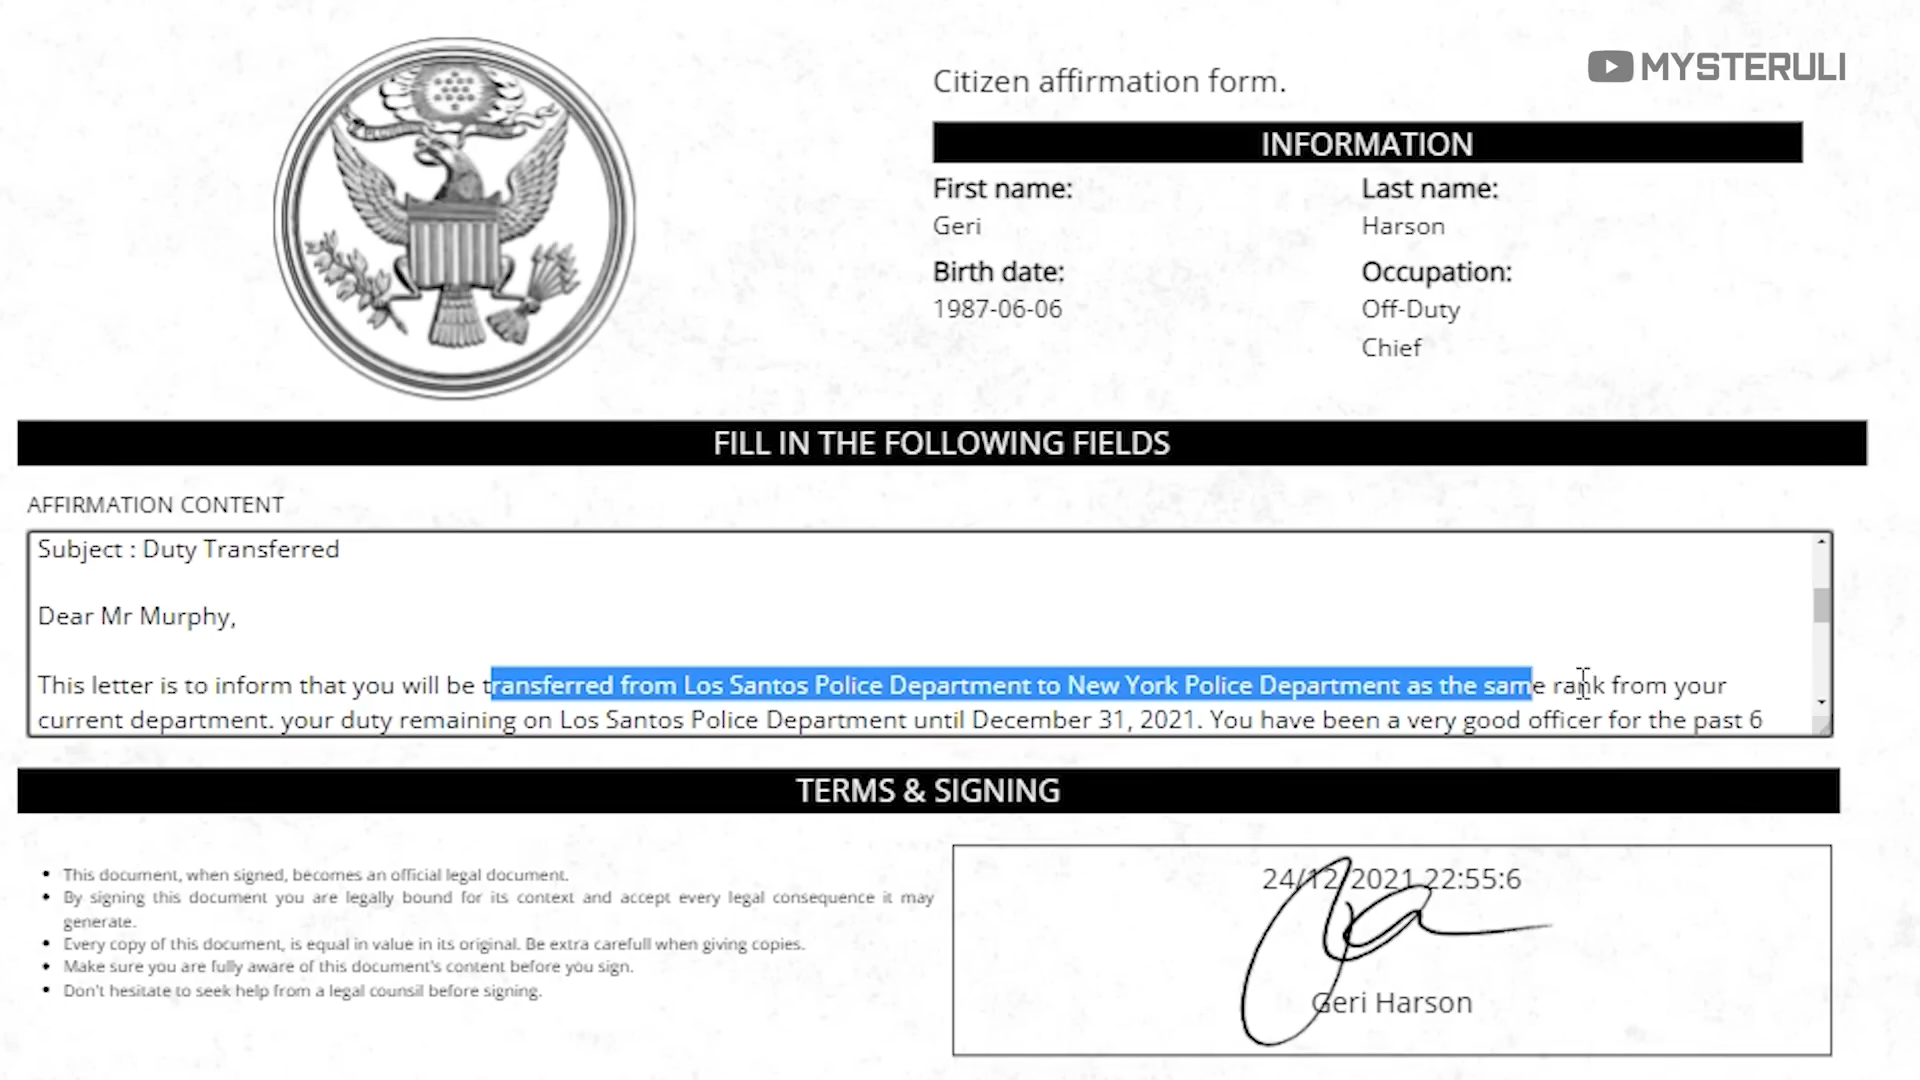 MYSTERULI
Citizen affirmation form.
INFORMATION
First name:
Geri
Last name:
Harson
Birth date:
1987-06-06
Occupation:
Off-Duty
Chief
FILL IN THE FOLLOWING FIELDS
AFFIRMATION CONTENT
Subject : Duty Transferred
Dear Mr Murphy,
This letter is to inform that you will be transferred from Los Santos Police Department to New York Police Department as the same rank from your
current department. your duty remaining on Los Santos Police Department until December 31, 2021. You have been a very good officer for the past 6
TERMS & SIGNING
This document, when signed, becomes an official legal document.
By signing this document you are legally bound for its context and accept every legal consequence it may
generate.
Every copy of this document, is equal in value in its original. Be extra carefull when giving copies.
Make sure you are fully aware of this document's content before you sign.
Don't hesitate to seek help from a legal counsil before signing.
24/12/2021 22:55:6
Geri Harson